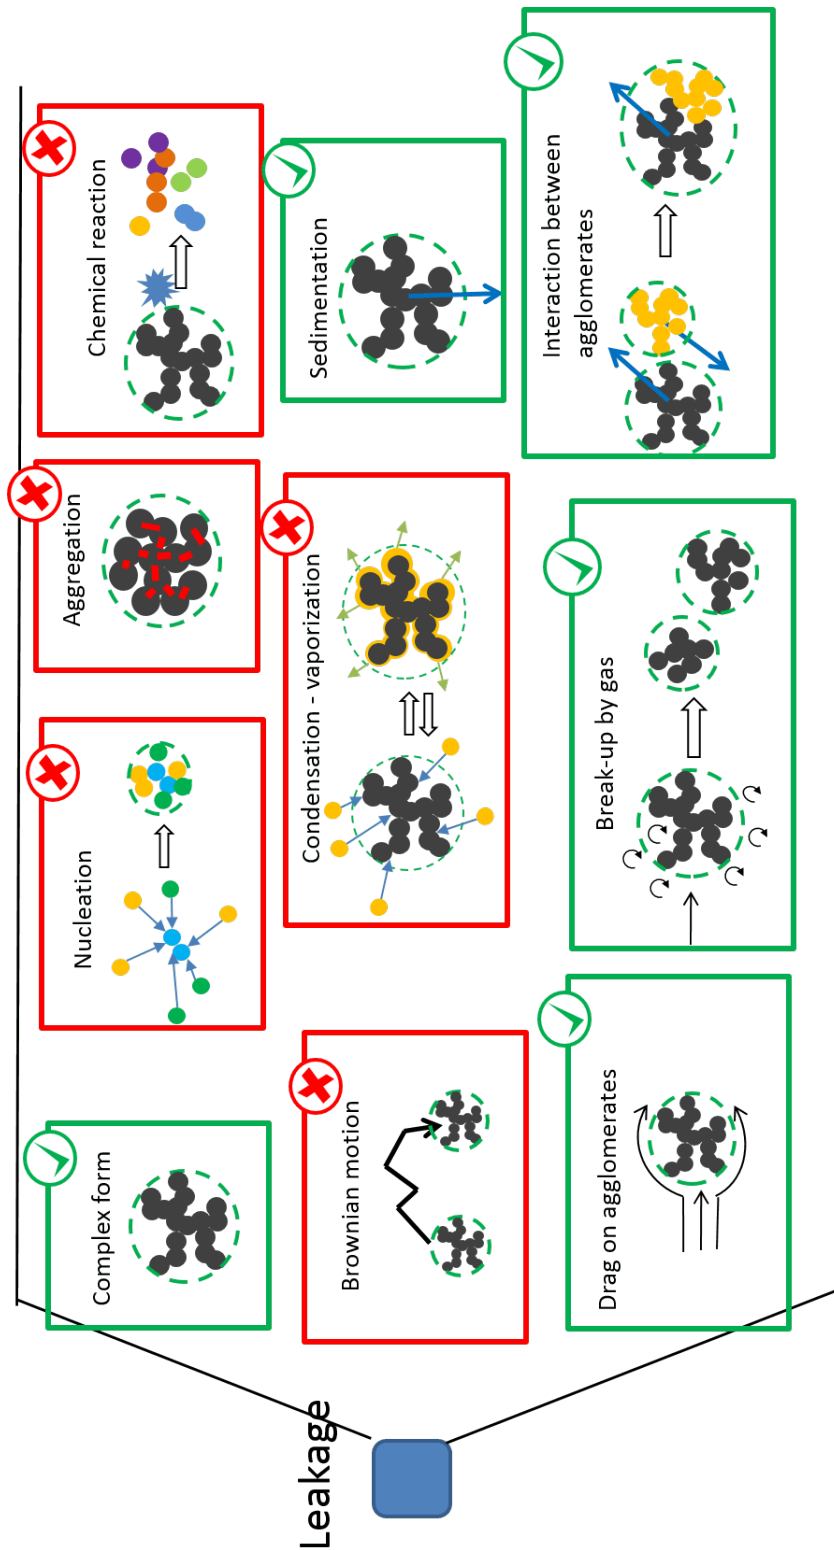 Leakage
Complex form
Nucleation
Aggregation
Chemical reaction
Brownian motion
Condensation - vaporization
Sedimentation
Drag on agglomerates
Break-up by gas
Interaction between
agglomerates